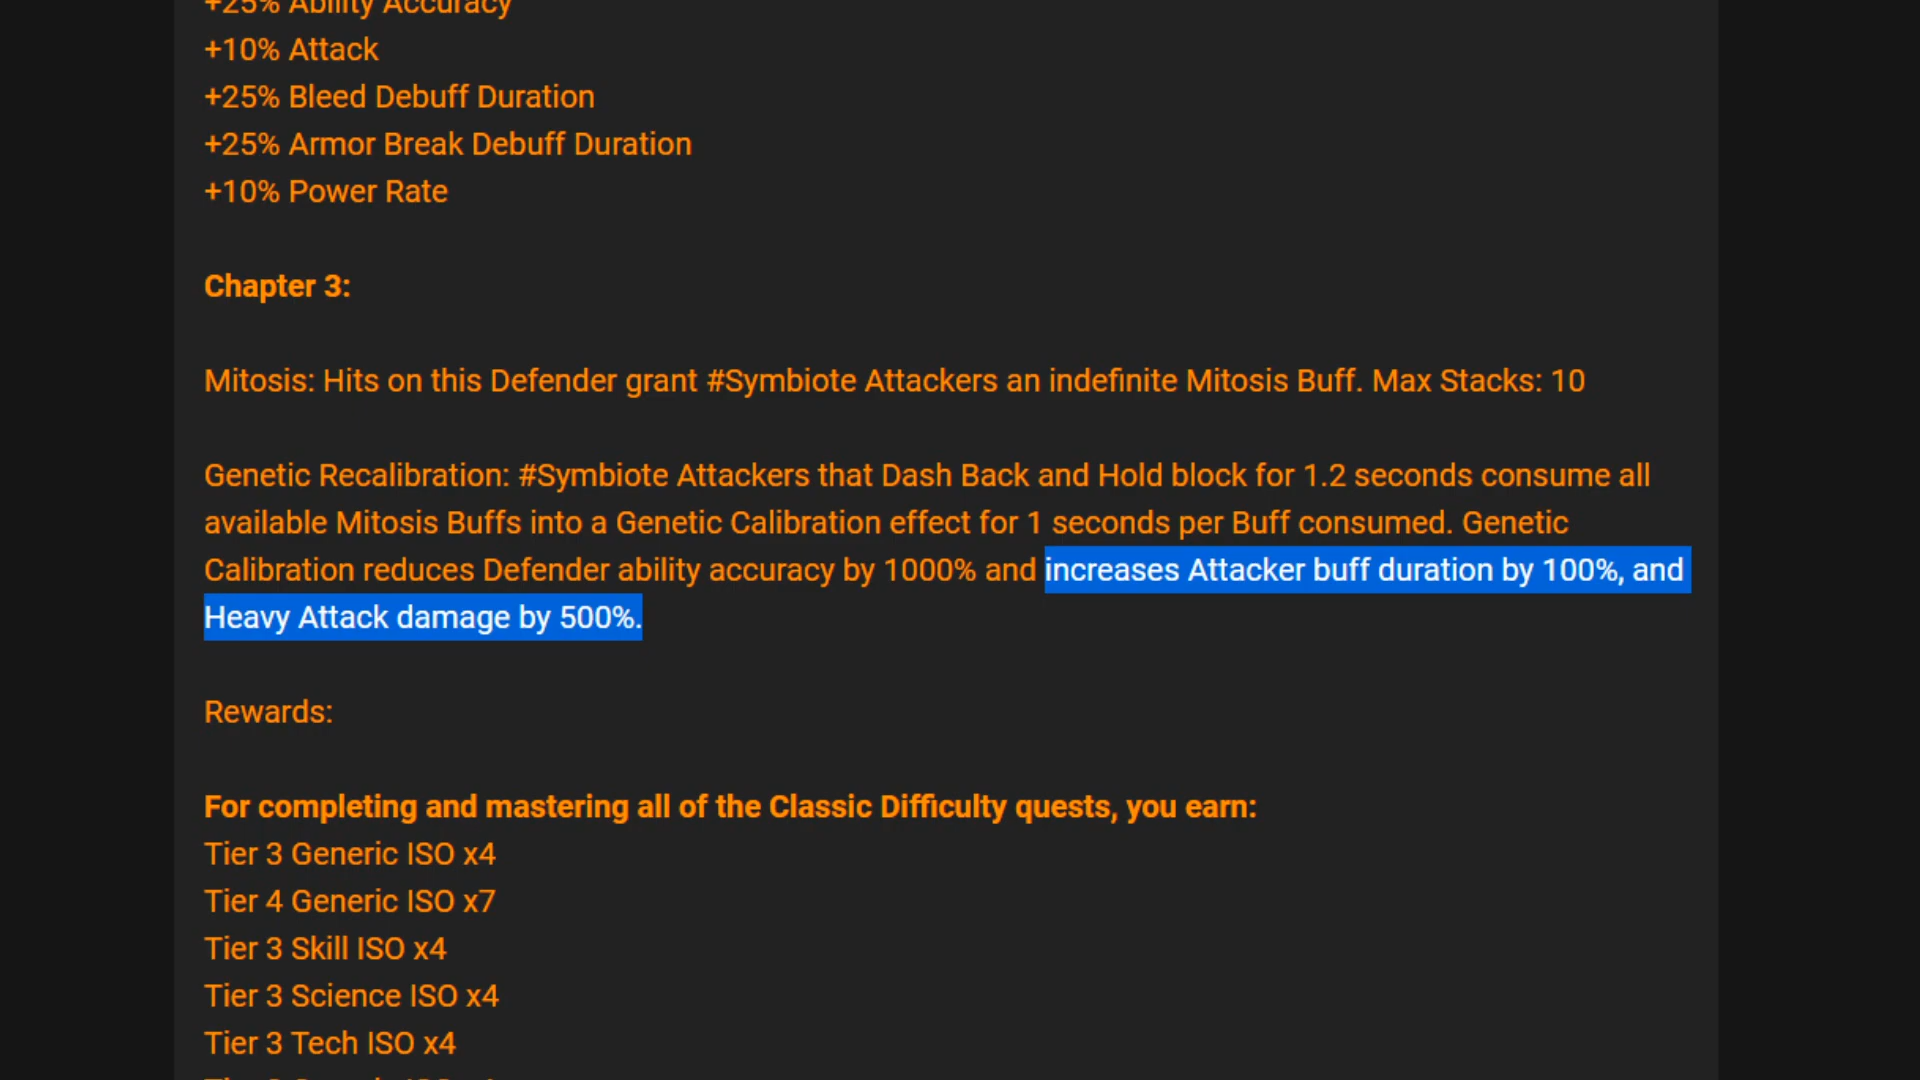 +25% Ability Accuracy
+10% Attack
+25% Bleed Debuff Duration
+25% Armor Break Debuff Duration
+10% Power Rate
Chapter 3:
Mitosis: Hits on this Defender grant #Symbiote Attackers an indefinite Mitosis Buff. Max Stacks: 10
Genetic Recalibration: #Symbiote Attackers that Dash Back and Hold block for 1.2 seconds consume all
available Mitosis Buffs into a Genetic Calibration effect for 1 seconds per Buff consumed. Genetic
Calibration reduces Defender ability accuracy by 1000% and increases Attacker buff duration by 100%, and
Heavy Attack damage by 500%.
Rewards:
For completing and mastering all of the Classic Difficulty quests, you earn:
Tier 3 Generic ISO x4
Tier 4 Generic ISO x7
Tier 3 Skill ISO x4
Tier 3 Science ISO x4
Tier 3 Tech ISO x4